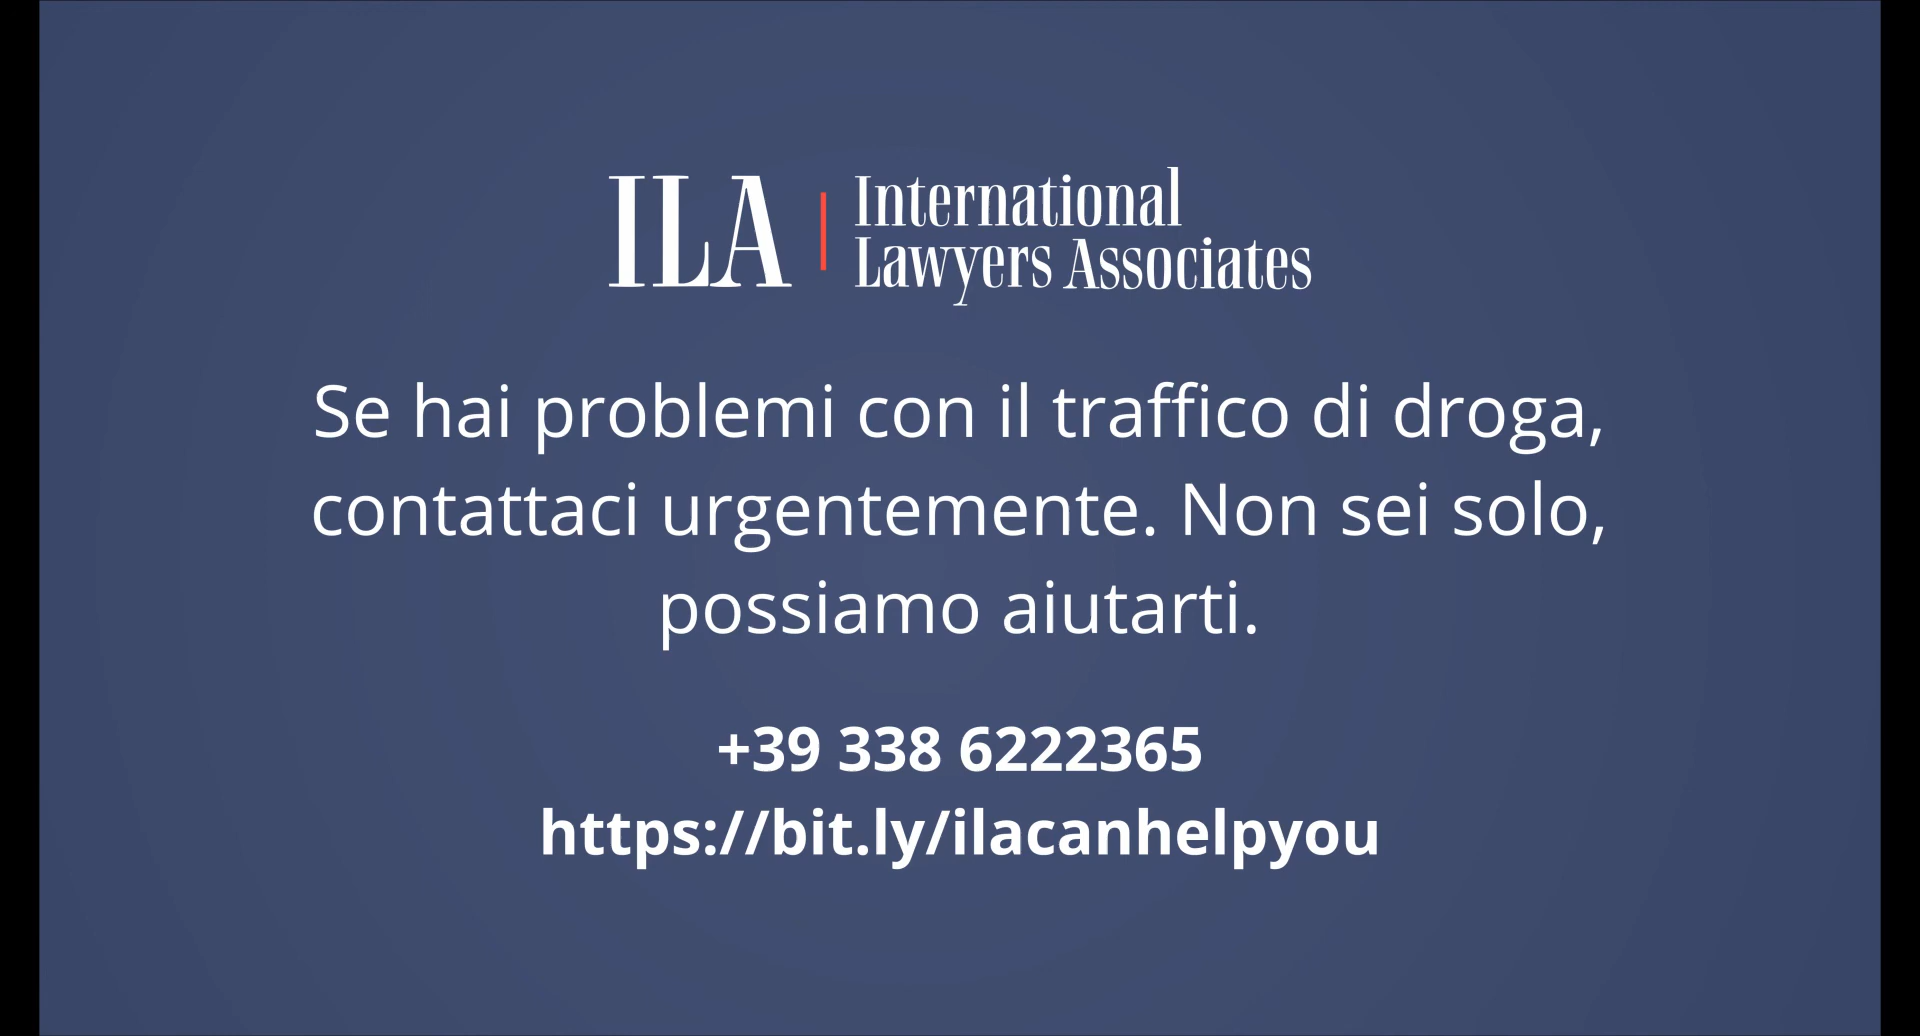 ILA
International
Lawyers Associates
Se hai problemi con il traffico di droga,
contattaci urgentemente. Non sei solo,
possiamo aiutarti.
+39 338 6222365
https://bit.ly/ilacanhelpyou